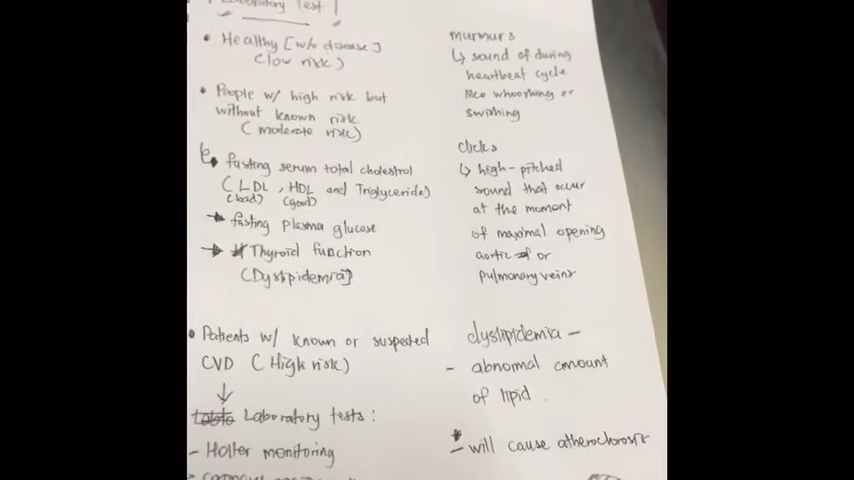 Laboratory Test
• Healthy [w/o disease]
(low risk)
• People w/ high risk but
without known risk
(moderate risk)
• fasting serum total cholestrol
(LDL, HDL and Triglyceride)
(bad) (good)
→ fasting plasma glucose
→ Thyroid function
(Dyslipidemia)
• Patients w/ known or suspected
CVD (High risk)
↓
Laboratory tests:
- Holter monitoring
murmurs
↳ sound of during
heartbeat cycle
like whooshing or
swishing
clicks
↳ high-pitched
sound that occur
at the moment
of maximal opening
aortic or
pulmonary veins
dyslipidemia -
- abnormal amount
of lipid
- will cause